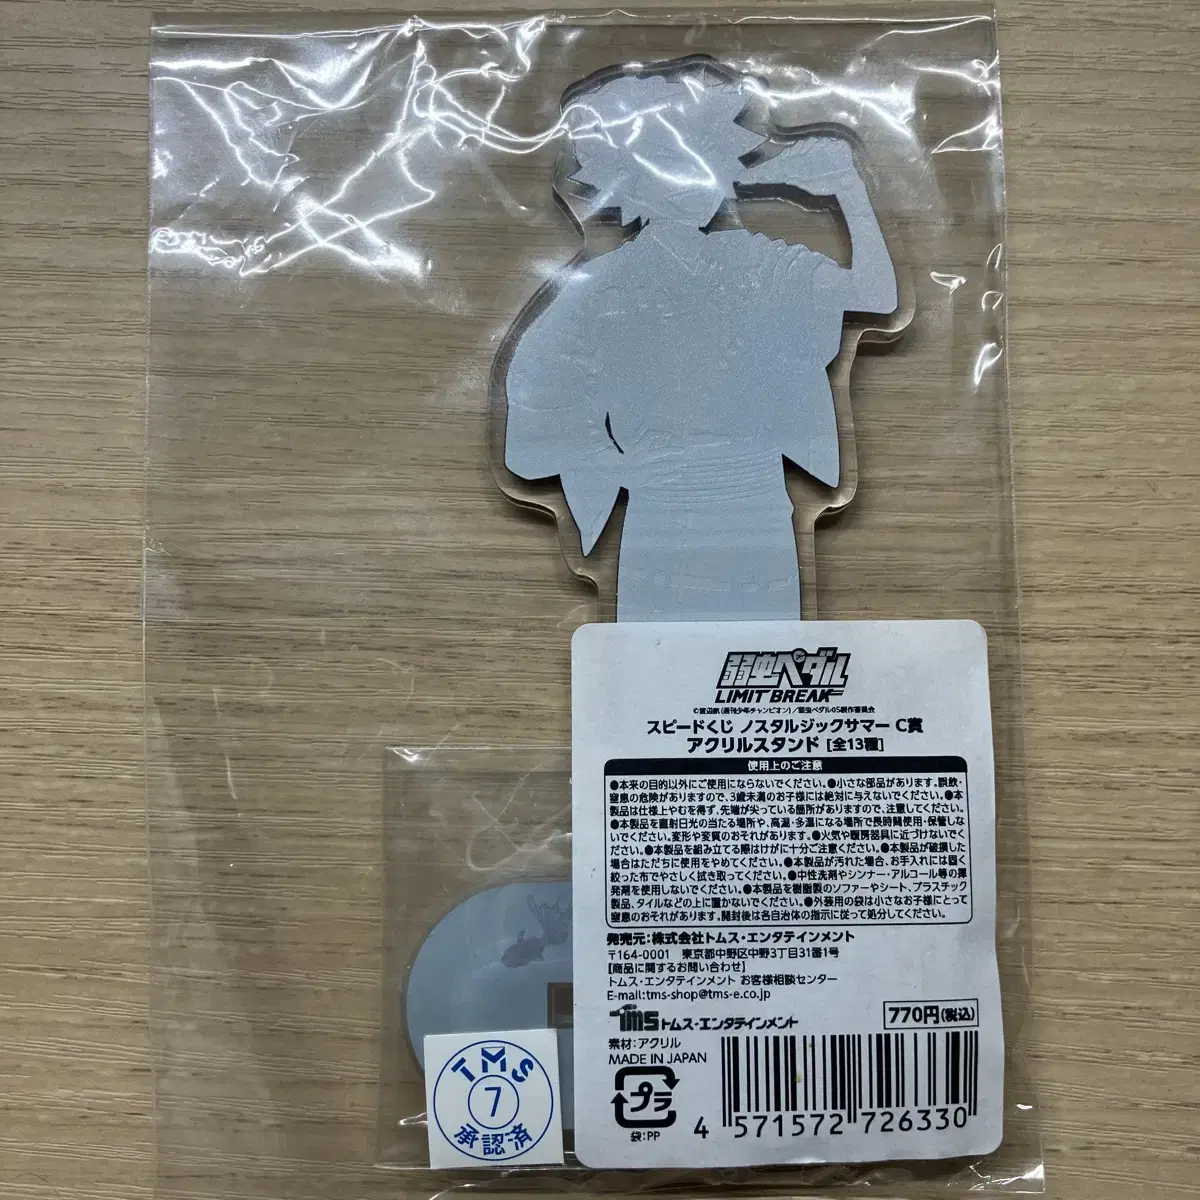 弱虫ペダル
LIMIT BREAK
©渡辺航(週刊少年チャンピオン)／弱虫ペダル05製作委員会
スピードくじ ノスタルジックサマー C賞
アクリルスタンド [全13種]
使用上のご注意
●本来の目的以外にご使用にならないでください。●小さな部品があります。誤飲・
窒息の危険がありますので、3歳未満のお子様には絶対に与えないでください。●本
製品は仕様上やむを得ず、先端が尖っている箇所がありますので、注意してください。
●本製品を直射日光の当たる場所や、高温・多湿になる場所で長時間使用・保管しな
いでください。変形や変質のおそれがあります。●火気や暖房器具に近づけないでく
ださい。●本製品を組み立てる際はけがに十分ご注意ください。●本製品が破損した
場合はただちに使用をやめてください。●本製品が汚れた場合、お手入れには固く
絞った布でやさしく拭き取ってください。●中性洗剤やシンナー・アルコール等の揮
発剤を使用しないでください。●本製品を樹脂製のソファーやシート、プラスチック
製品、タイルなどの上に置かないでください。●外装用の袋は小さなお子様にとって
窒息のおそれがあります。開封後は各自治体の指示に従って処分してください。
発売元：株式会社トムス・エンタテインメント
〒164-0001 東京都中野区中野3丁目31番1号
[商品に関するお問い合わせ]
トムス・エンタテインメント お客様相談センター
E-mail:tms-shop@tms-e.co.jp
tms トムス・エンタテインメント
770円(税込)
素材：アクリル
MADE IN JAPAN
プラ
袋：PP
4 571572 726330
TMS
7
承認済